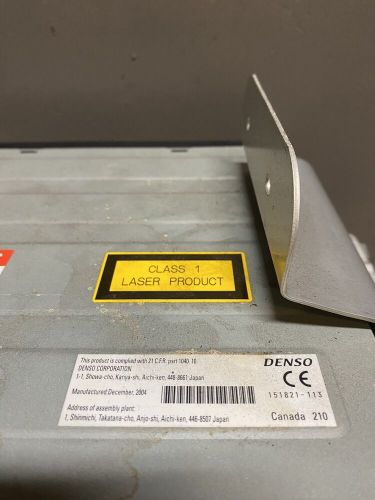 CLASS 1
LASER PRODUCT
This product is complied with 21 C.F.R. part 1040.10
DENSO CORPORATION
1-1, Showa-cho, Kariya-shi, Aichi-ken, 448-8661 Japan
Manufactured: December, 2004
Address of assembly plant:
1, Shinmichi, Takatana-cho, Anjo-shi, Aichi-ken, 446-8507 Japan
DENSO
CE
151821-113
Canada 210